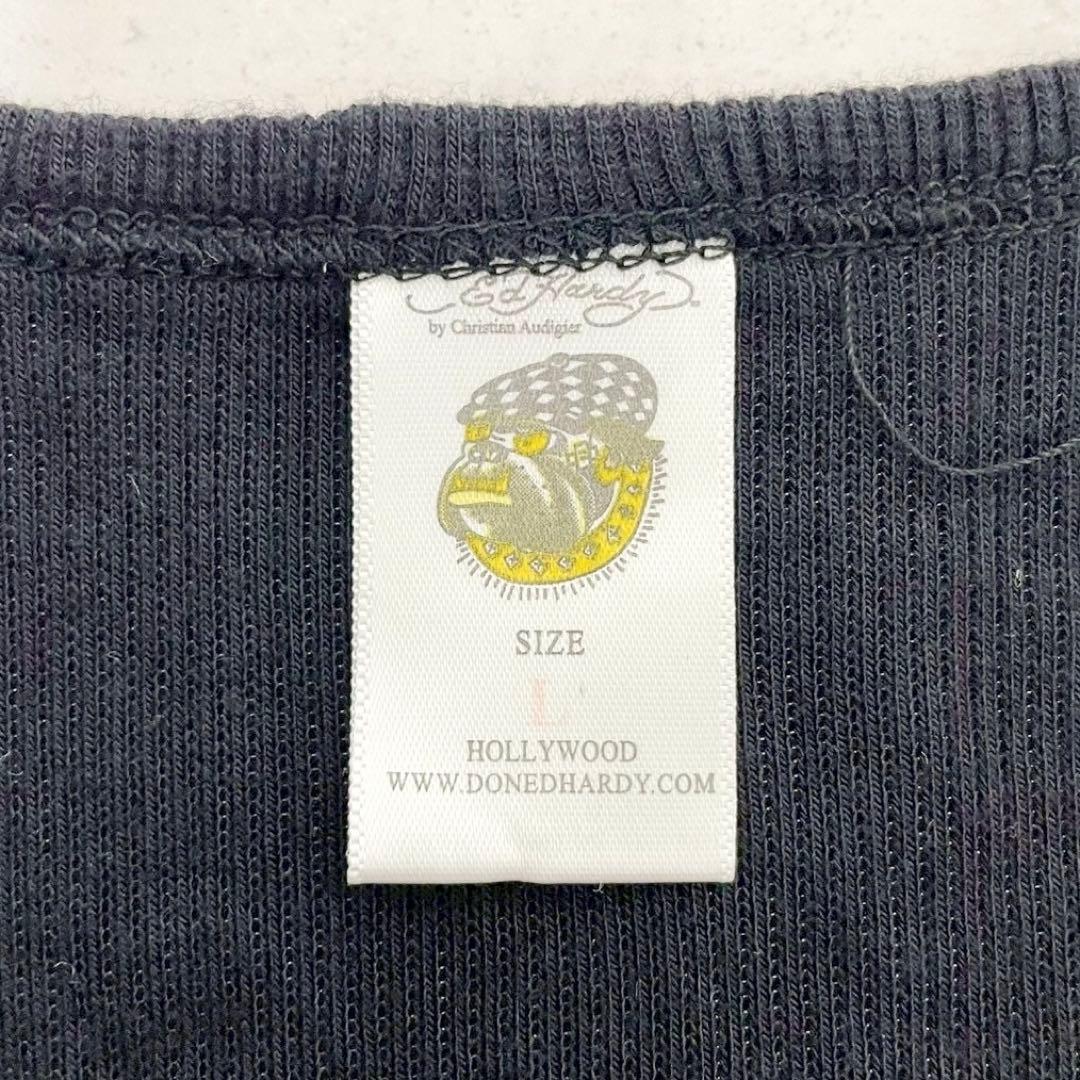 Ed Hardy
by Christian Audigier
SIZE
L
HOLLYWOOD
WWW.DONEDHARDY.COM